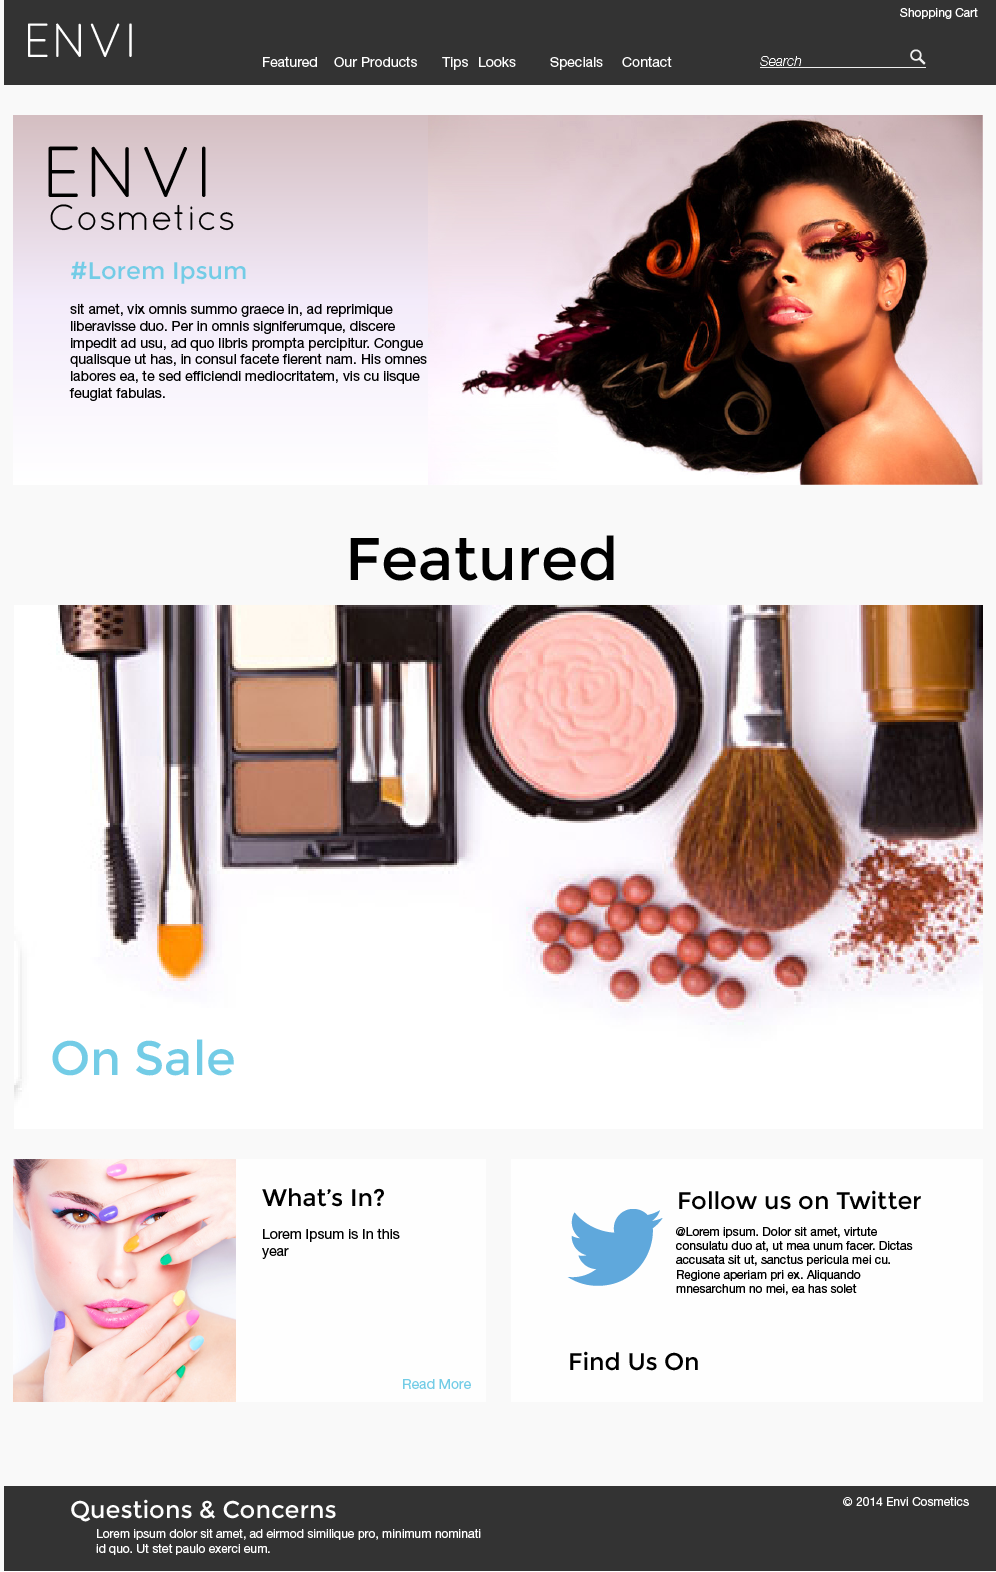 Shopping Cart
ENVI
Featured Our Products Tips Looks Specials Contact Search
ENVI
Cosmetics
#Lorem Ipsum
sit amet, vix omnis summo graece in, ad reprimique
liberavisse duo. Per in omnis signiferumque, discere
impedit ad usu, ad quo libris prompta percipitur. Congue
qualisque ut has, in consul facete fierent nam. His omnes
labores ea, te sed efficiendi mediocritatem, vis cu iisque
feugiat fabulas.
Featured
On Sale
What's In?
Lorem Ipsum is In this
year
Read More
Follow us on Twitter
@Lorem ipsum. Dolor sit amet, virtute
consulatu duo at, ut mea unum facer. Dictas
accusata sit ut, sanctus pericula mei cu.
Regione aperiam pri ex. Aliquando
mnesarchum no mei, ea has solet
Find Us On
Questions & Concerns
Lorem ipsum dolor sit amet, ad eirmod similique pro, minimum nominati
id quo. Ut stet paulo exerci eum.
© 2014 Envi Cosmetics